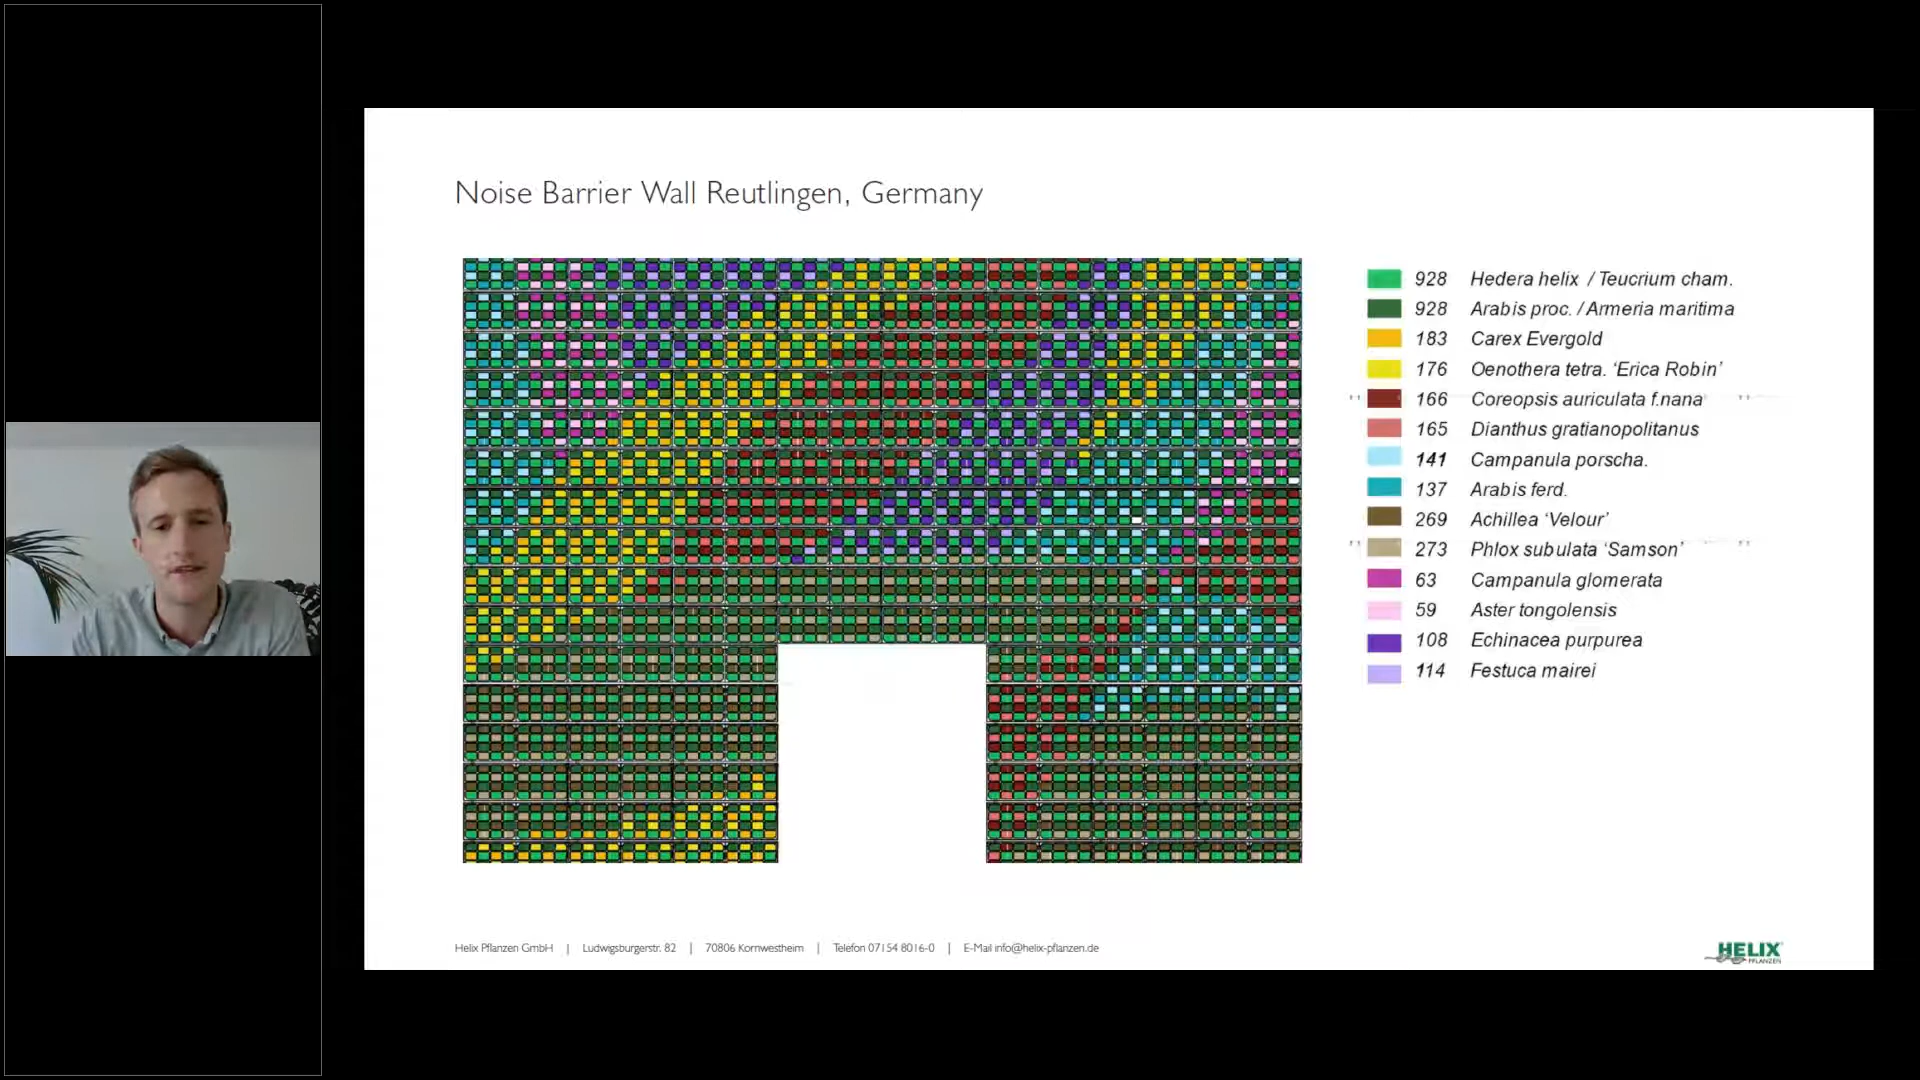 Noise Barrier Wall Reutlingen, Germany
928 Hedera helix / Teucrium cham.
928 Arabis proc. / Armeria maritima
183 Carex Evergold
176 Oenothera tetra. ‘Erica Robin’
166 Coreopsis auriculata f.nana
165 Dianthus gratianopolitanus
141 Campanula porscha.
137 Arabis ferd.
269 Achillea ‘Velour’
273 Phlox subulata ‘Samson’
63 Campanula glomerata
59 Aster tongolensis
108 Echinacea purpurea
114 Festuca mairei
Helix Pflanzen GmbH | Ludwigsburgerstr. 82 | 70806 Kornwestheim | Telefon 07154 8016-0 | E-Mail info@helix-pflanzen.de
HELIX
PFLANZEN